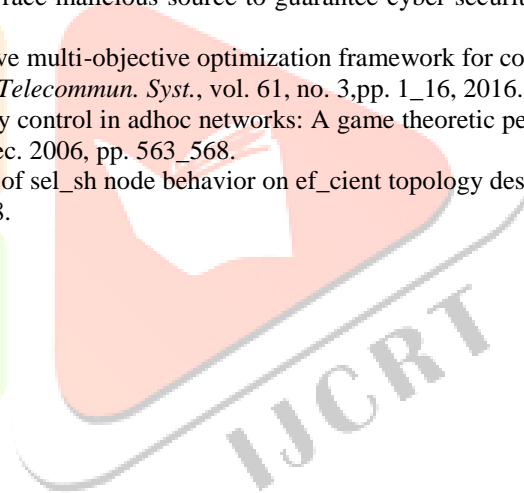 race malicious source to guarantee cyber securit
ve multi-objective optimization framework for co
Telecommun. Syst., vol. 61, no. 3,pp. 1_16, 2016.
y control in adhoc networks: A game theoretic pe
ec. 2006, pp. 563_568.
of sel_sh node behavior on ef_cient topology des
8.
IJCRT